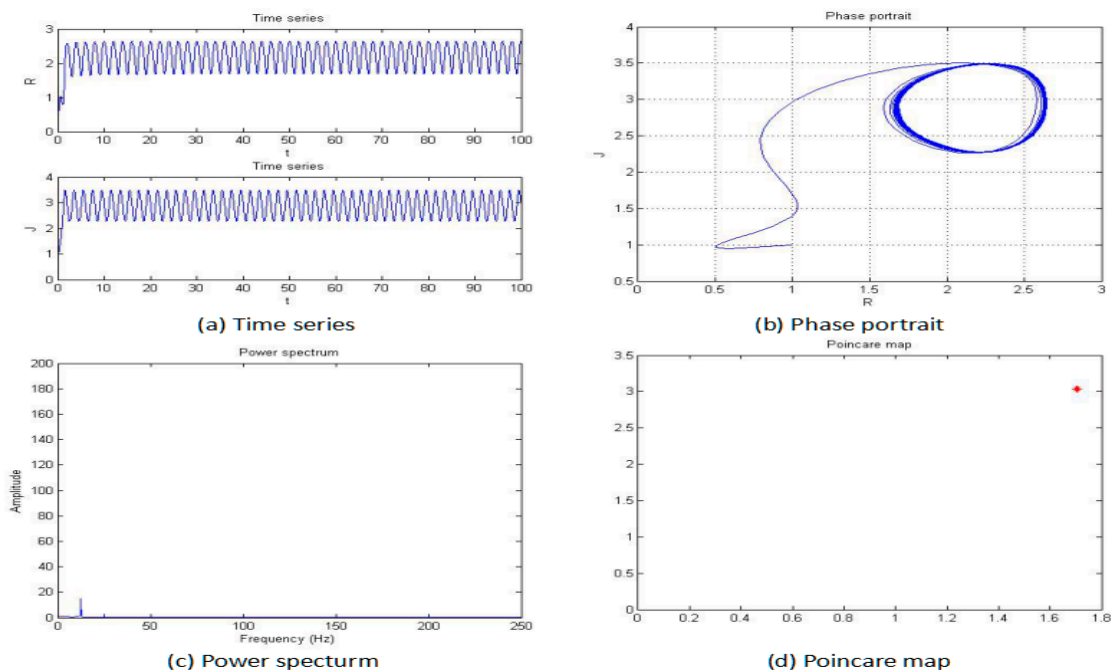 Time series
R
3
2
1
0
0 10 20 30 40 50 60 70 80 90 100
t
Time series
J
4
3
2
1
0
0 10 20 30 40 50 60 70 80 90 100
t
(a) Time series
Phase portrait
J
4
3.5
3
2.5
2
1.5
1
0.5
0 0.5 1 1.5 2 2.5 3
R
(b) Phase portrait
Power spectrum
Amplitude
200
180
160
140
120
100
80
60
40
20
0
0 50 100 150 200 250
Frequency (Hz)
(c) Power specturm
Poincare map
3.5
3
2.5
2
1.5
1
0.5
0
0 0.2 0.4 0.6 0.8 1 1.2 1.4 1.6 1.8
(d) Poincare map